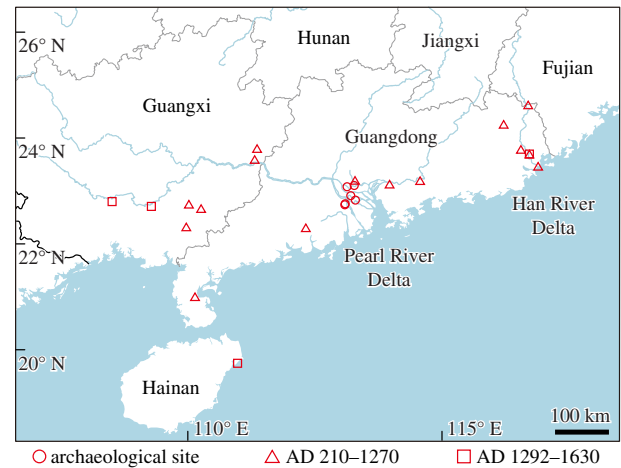 26° N
Hunan
Jiangxi
Fujian
Guangxi
Guangdong
24° N
Han River
Delta
22° N
Pearl River
Delta
20° N
Hainan
110° E
115° E
100 km
archaeological site
AD 210–1270
AD 1292–1630